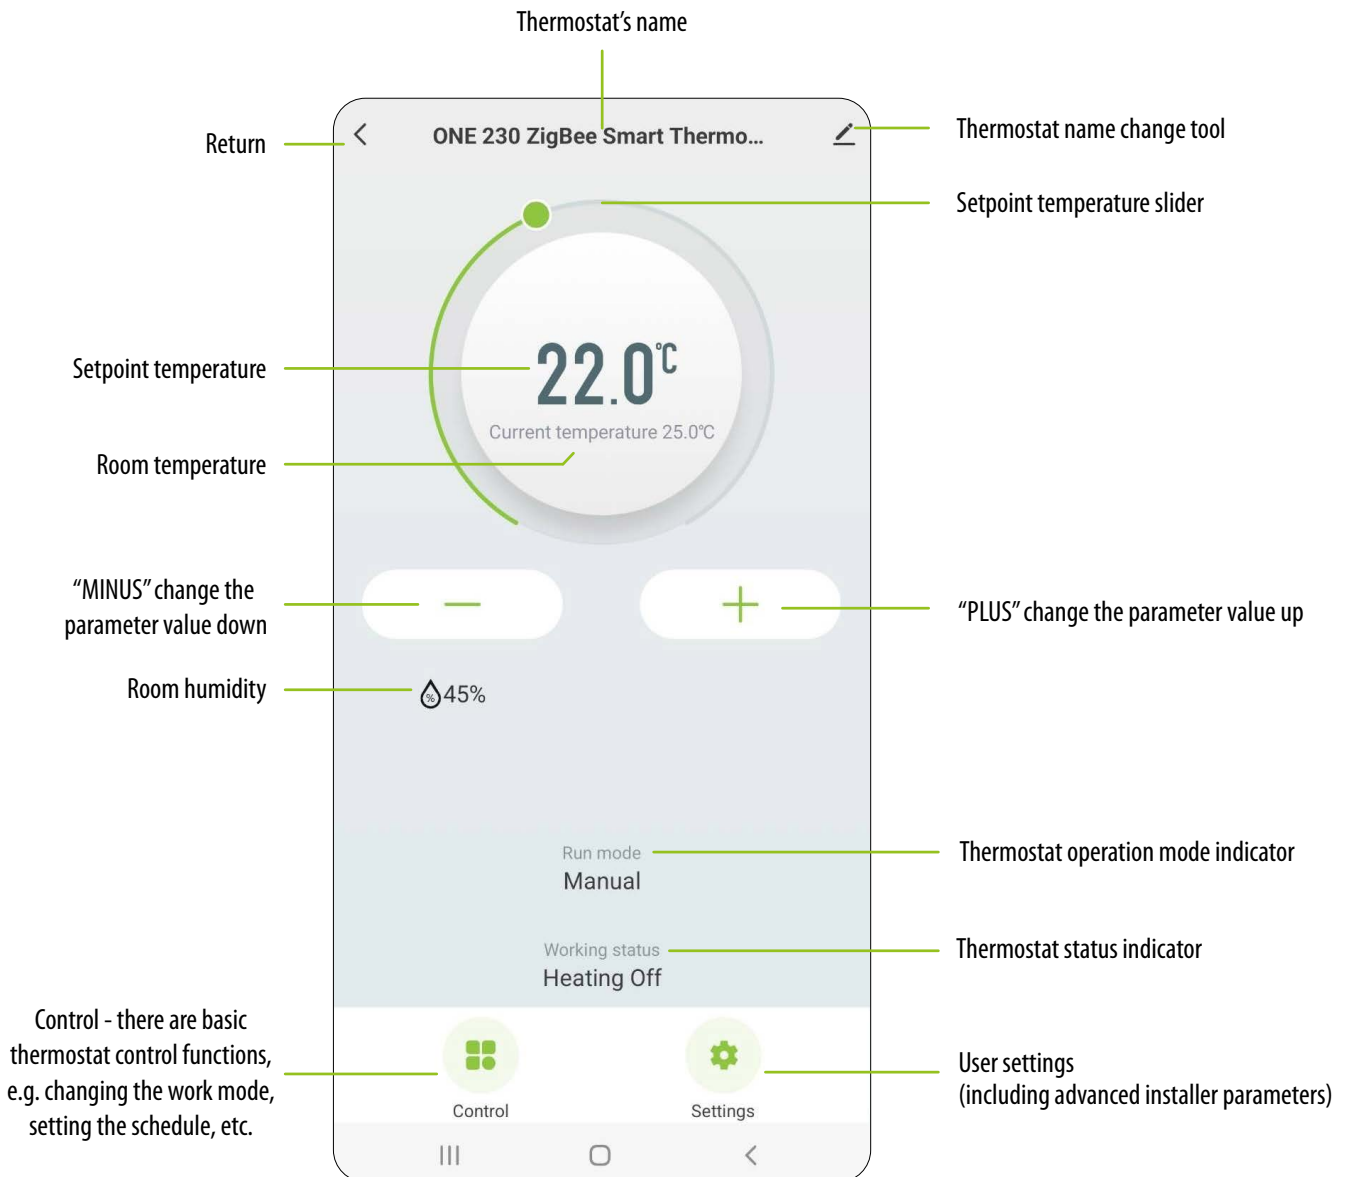 Thermostat’s name
Return
ONE 230 ZigBee Smart Thermo...
Thermostat name change tool
Setpoint temperature slider
Setpoint temperature
22.0°C
Current temperature 25.0°C
Room temperature
“MINUS” change the
parameter value down
“PLUS” change the parameter value up
Room humidity
%
45%
Run mode
Manual
Thermostat operation mode indicator
Working status
Heating Off
Thermostat status indicator
Control - there are basic
thermostat control functions,
e.g. changing the work mode,
setting the schedule, etc.
Control
Settings
User settings
(including advanced installer parameters)